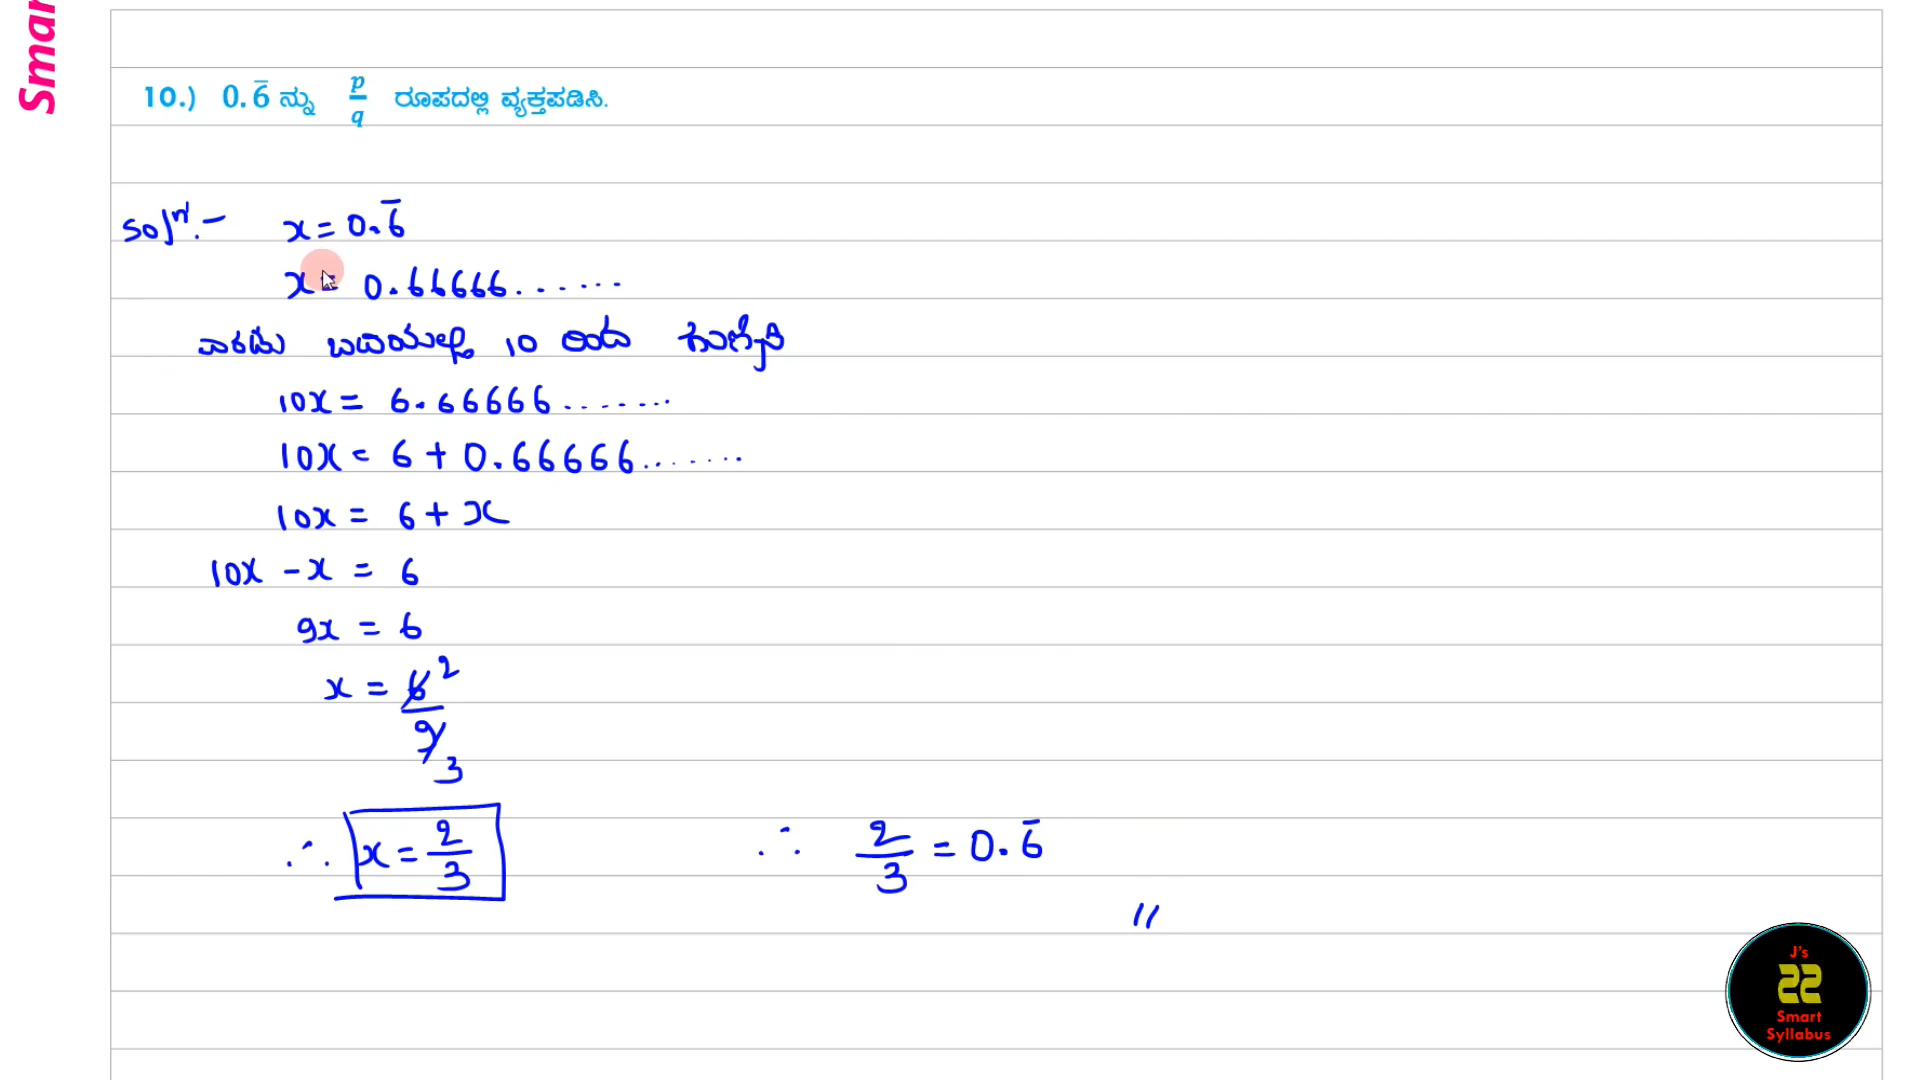 Smar
10.) 0.6̅ ನ್ನು p/q ರೂಪದಲ್ಲಿ ವ್ಯಕ್ತಪಡಿಸಿ.
Solⁿ:- x = 0.6̅
x = 0.66666......
ಎರಡು ಬದಿಯಲ್ಲಿ 10 ರಿಂದ ಗುಣಿಸಿ
10x = 6.66666.......
10x = 6 + 0.66666.......
10x = 6 + x
10x - x = 6
9x = 6
x = 6 2
9 3
∴ x = 2/3 ∴ 2/3 = 0.6̅ //
J's
22
Smart
Syllabus